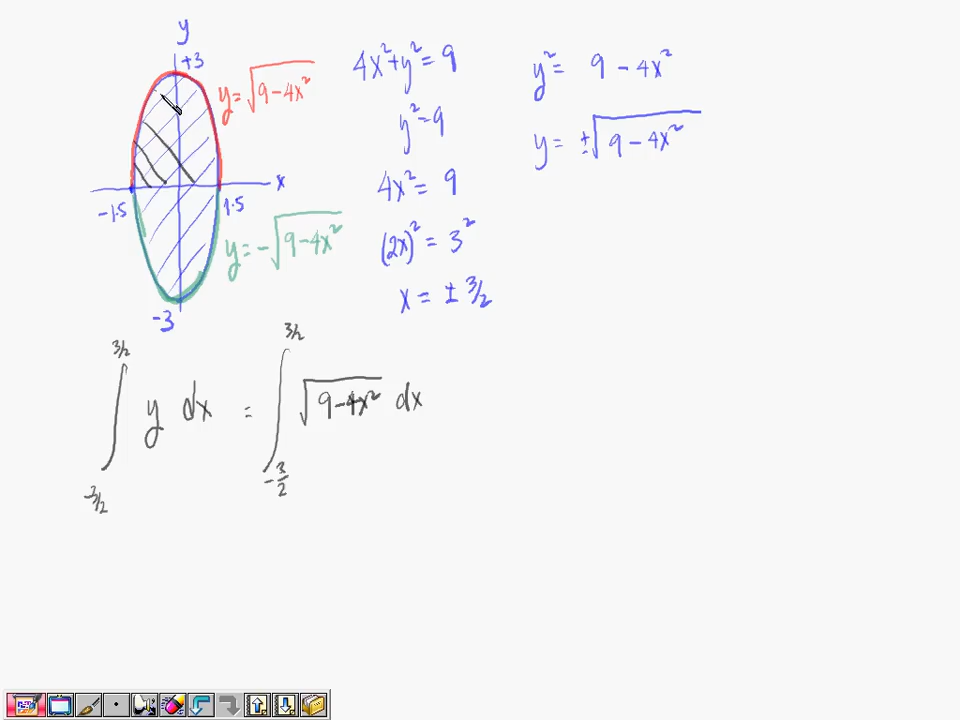 y
+3
y = √(9 - 4x²)
x
-1.5
1.5
y = -√(9 - 4x²)
-3
4x² + y² = 9
y² = 9
4x² = 9
(2x)² = 3²
x = ± 3/2
y² = 9 - 4x²
y = ±√(9 - 4x²)
∫_{-3/2}^{3/2} y dx = ∫_{-3/2}^{3/2} √(9 - 4x²) dx